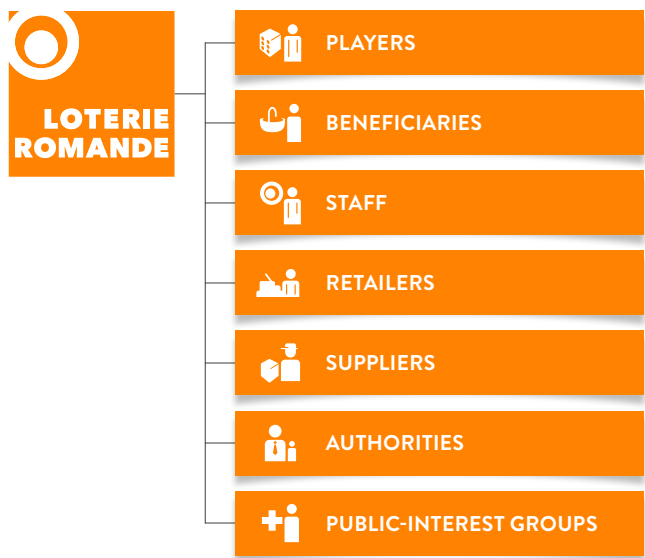 LOTERIE
ROMANDE
PLAYERS
BENEFICIARIES
STAFF
RETAILERS
SUPPLIERS
AUTHORITIES
PUBLIC-INTEREST GROUPS